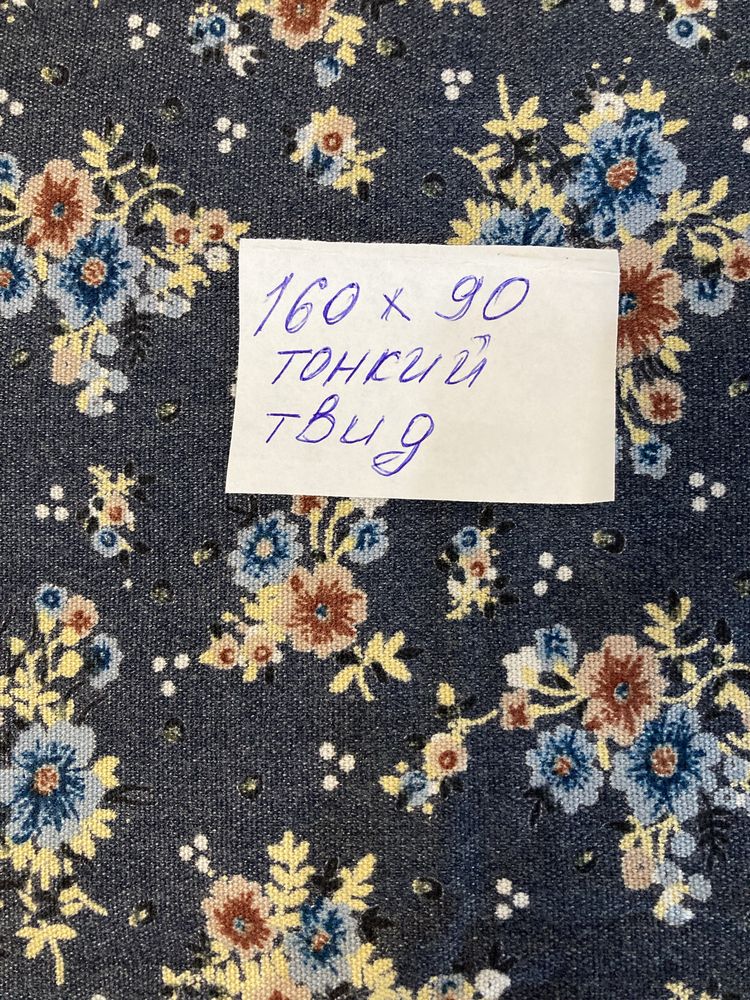 160 х 90
тонкий
твид